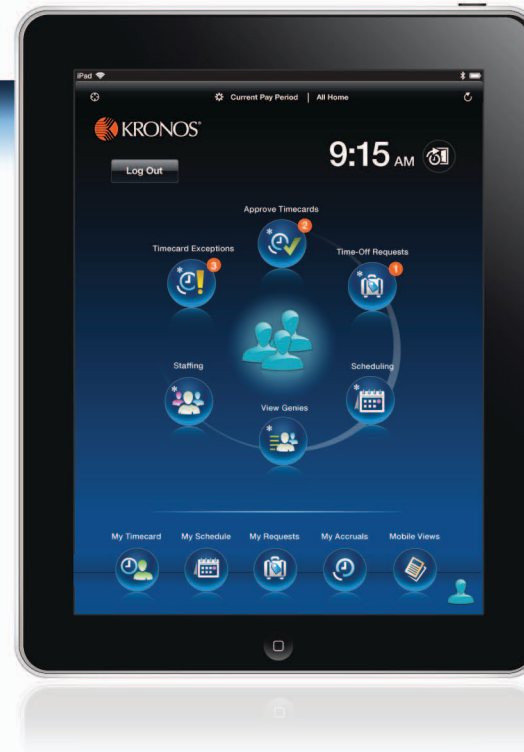 iPad
Current Pay Period | All Home
KRONOS®
9:15 AM
Log Out
Approve Timecards
2
Timecard Exceptions
3
Time-Off Requests
1
Staffing
Scheduling
View Genies
My Timecard My Schedule My Requests My Accruals Mobile Views